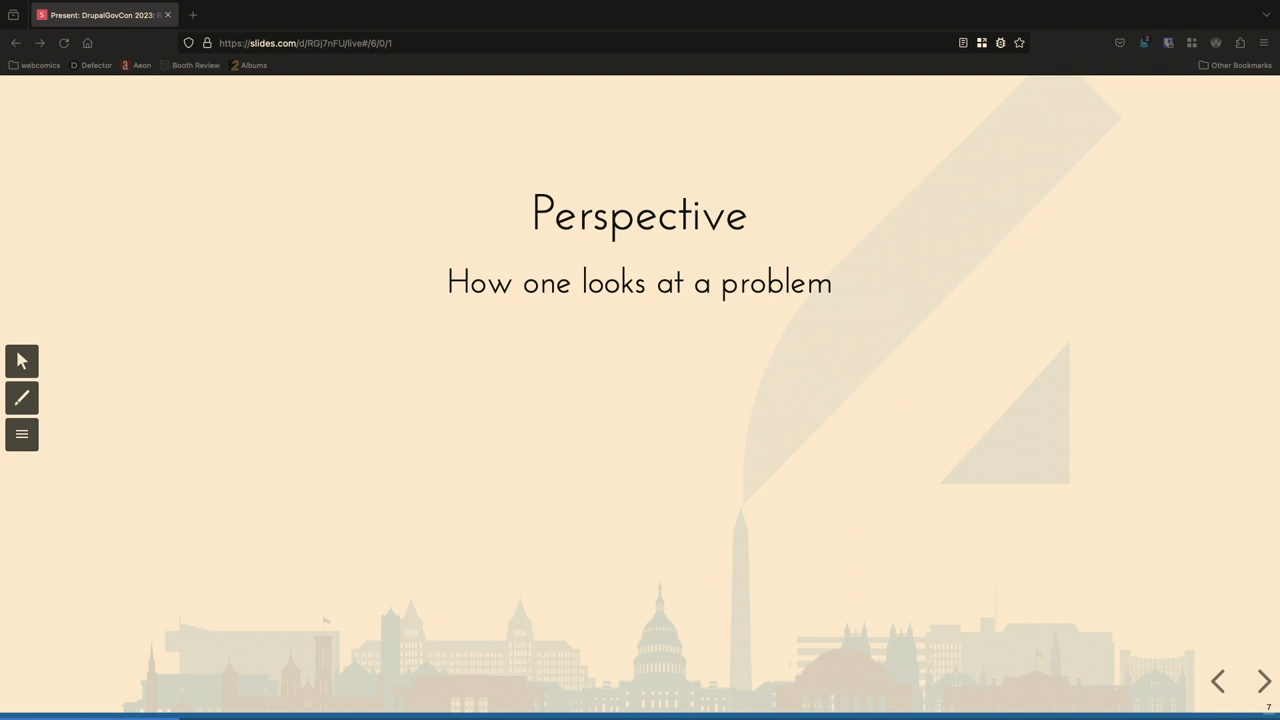 Present: DrupalGovCon 2023:
https://slides.com/d/RGj7nFU/live#/6/0/1
webcomics
Defector
Aeon
Booth Review
Albums
Other Bookmarks
Perspective
How one looks at a problem
7